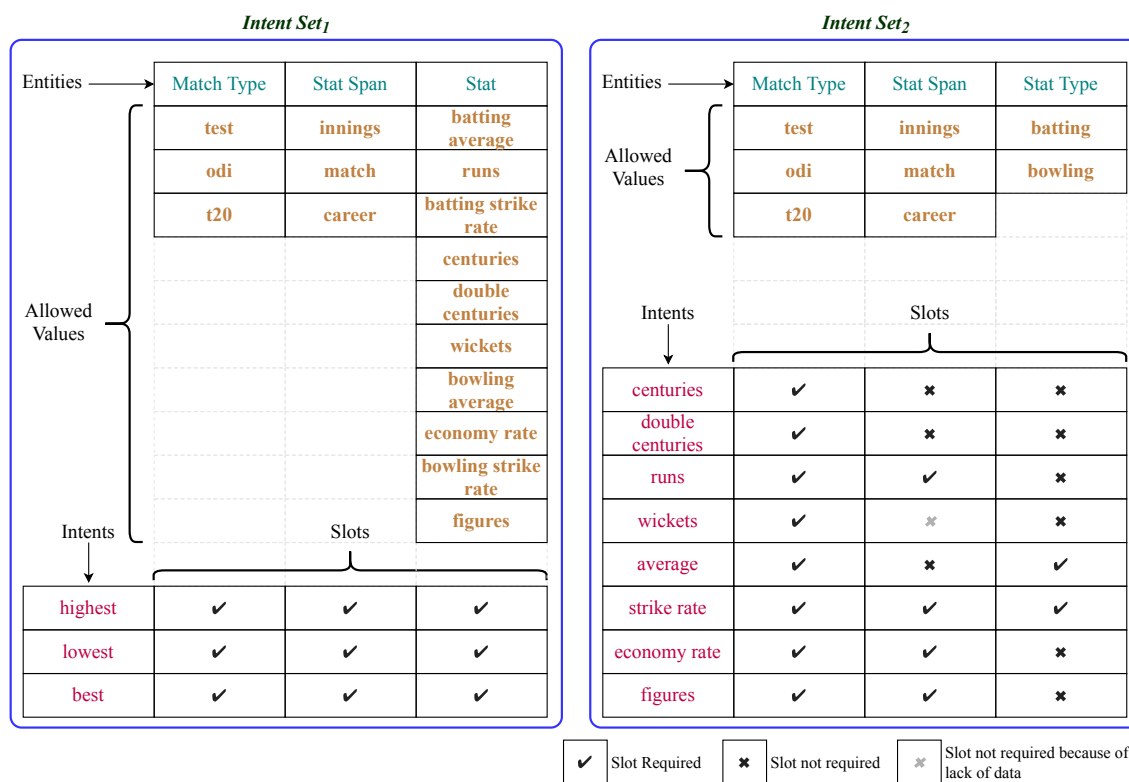 Intent Set1
Entities
Match Type
Stat Span
Stat
test
innings
batting
average
odi
match
runs
t20
career
batting strike
rate
centuries
double
centuries
wickets
bowling
average
economy rate
bowling strike
rate
figures
Allowed
Values
Intents
Slots
highest
✔
✔
✔
lowest
✔
✔
✔
best
✔
✔
✔
Intent Set2
Entities
Match Type
Stat Span
Stat Type
test
innings
batting
odi
match
bowling
t20
career
Allowed
Values
Intents
Slots
centuries
✔
✖
✖
double
centuries
✔
✖
✖
runs
✔
✔
✖
wickets
✔
✖
✖
average
✔
✖
✔
strike rate
✔
✔
✔
economy rate
✔
✔
✖
figures
✔
✔
✖
✔ Slot Required
✖ Slot not required
✖ Slot not required because of
lack of data